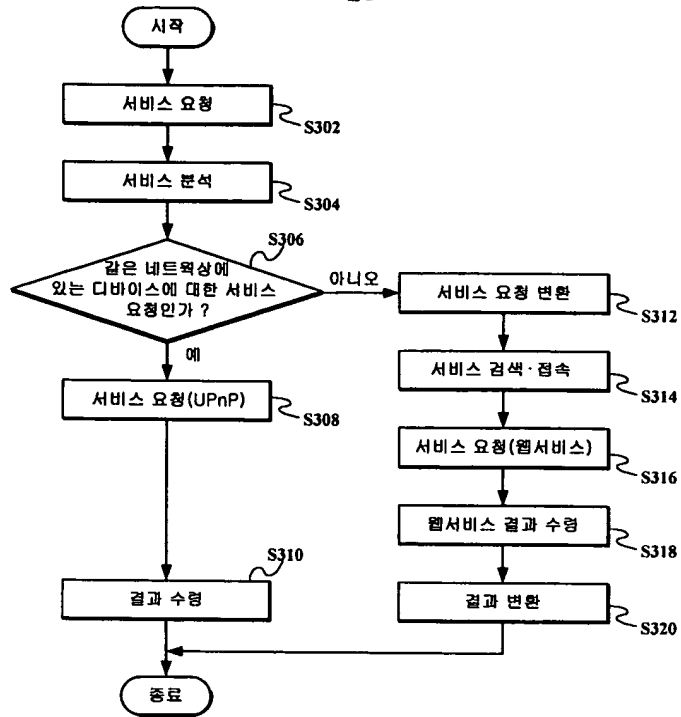 시작
서비스 요청
S302
서비스 분석
S304
S306
같은 네트웍상에
있는 디바이스에 대한 서비스
요청인가 ?
아니오
예
서비스 요청 변환
S312
서비스 검색·접속
S314
서비스 요청(UPnP)
S308
서비스 요청(웹서비스)
S316
웹서비스 결과 수령
S318
S310
결과 수령
결과 변환
S320
종료